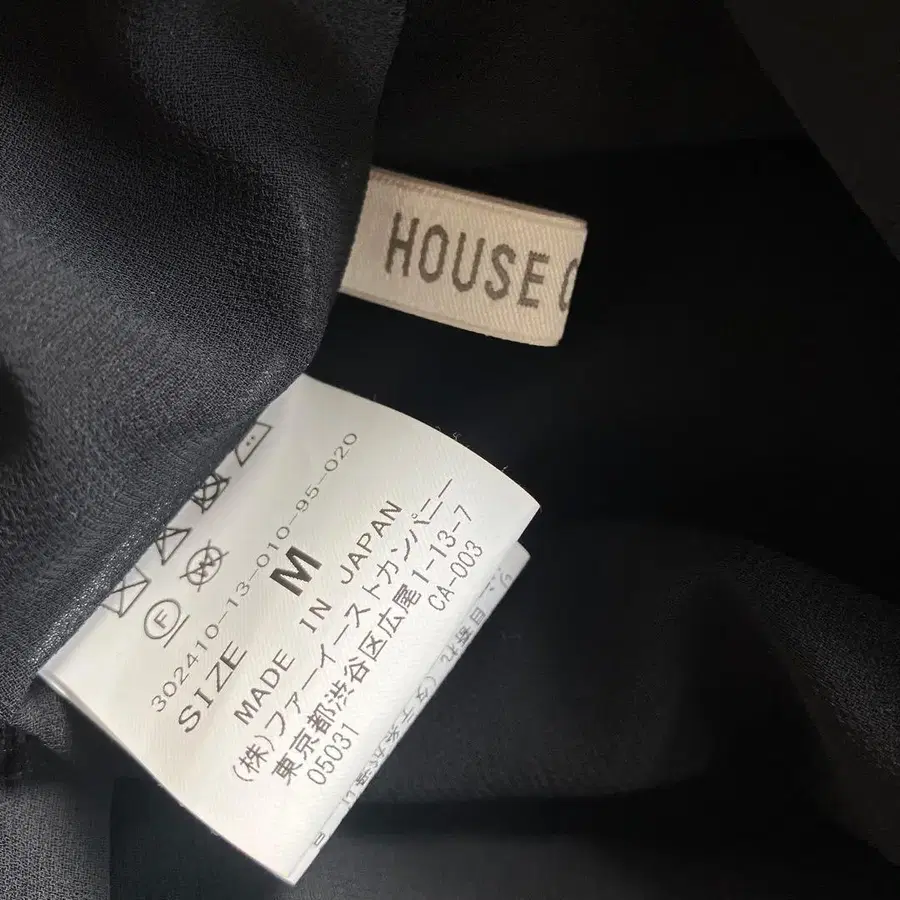 HOUSE
302410-13-010-95-020
SIZE M
MADE IN JAPAN
(株)ファーイーストカンパニー
東京都渋谷区広尾1-13-7
05031 CA-003